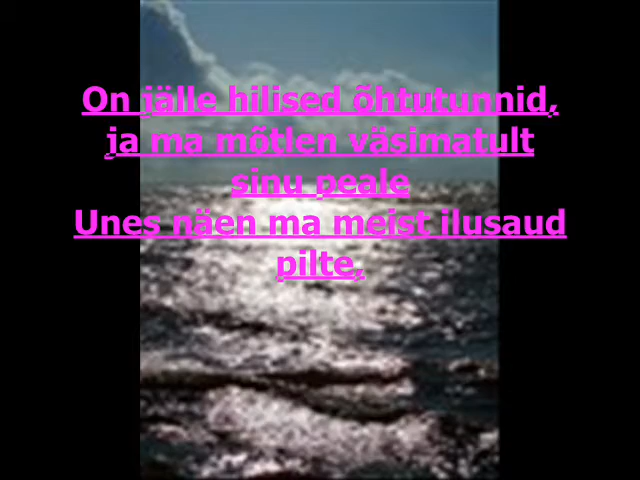 On jälle hilised õhtutunnid,
ja ma mõtlen väsimatult
sinu peale
Unes näen ma meist ilusaud
pilte,